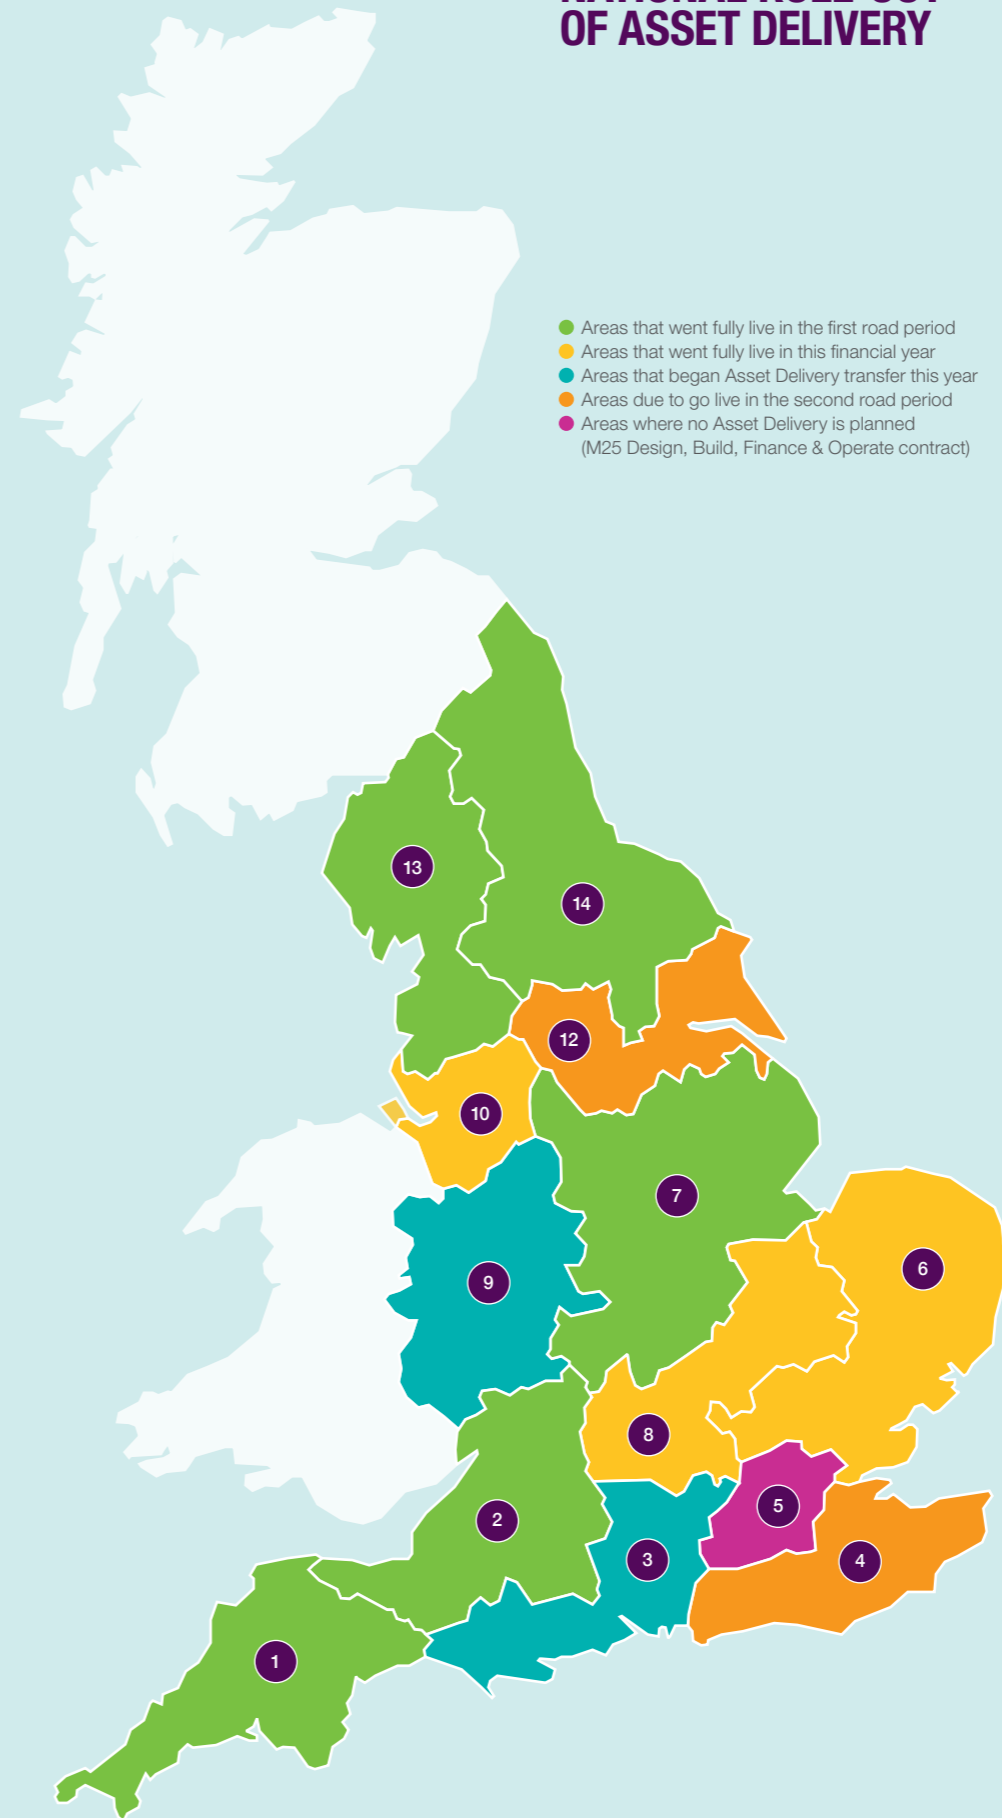 OF ASSET DELIVERY
Areas that went fully live in the first road period
Areas that went fully live in this financial year
Areas that began Asset Delivery transfer this year
Areas due to go live in the second road period
Areas where no Asset Delivery is planned
(M25 Design, Build, Finance & Operate contract)
13
14
12
10
7
6
9
8
5
2
3
4
1